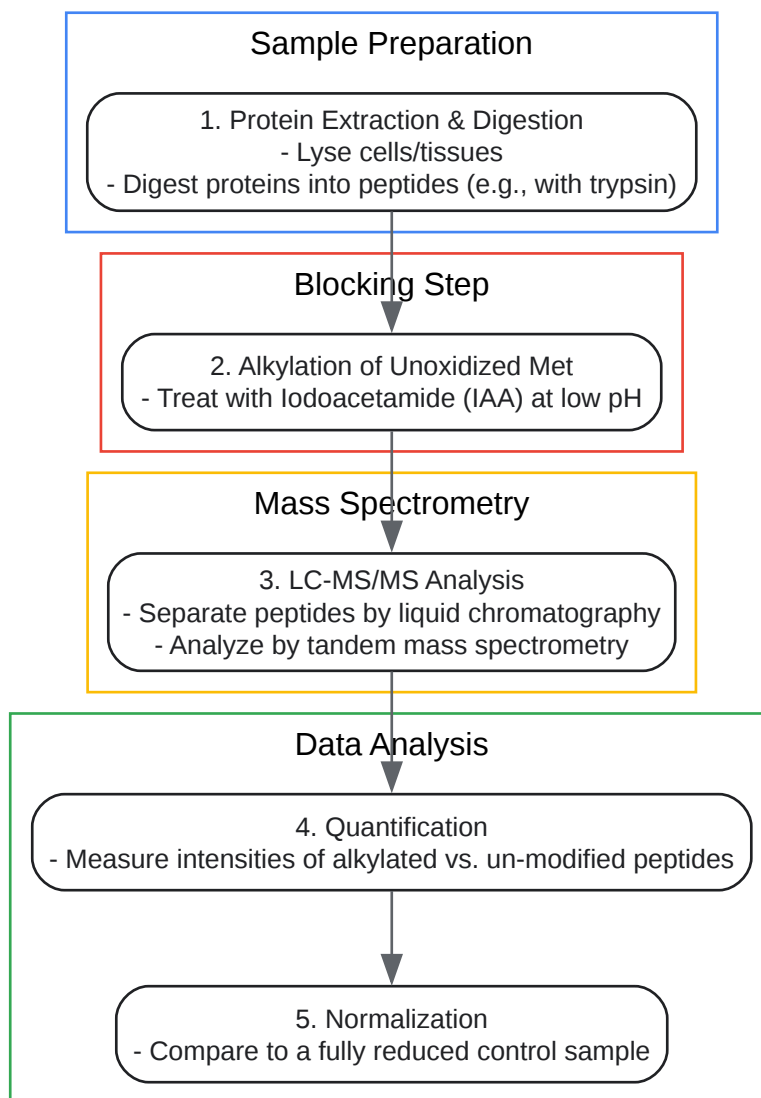 Sample Preparation
1. Protein Extraction & Digestion
- Lyse cells/tissues
- Digest proteins into peptides (e.g., with trypsin)
Blocking Step
2. Alkylation of Unoxidized Met
- Treat with Iodoacetamide (IAA) at low pH
Mass Spectrometry
3. LC-MS/MS Analysis
- Separate peptides by liquid chromatography
- Analyze by tandem mass spectrometry
Data Analysis
4. Quantification
- Measure intensities of alkylated vs. un-modified peptides
5. Normalization
- Compare to a fully reduced control sample